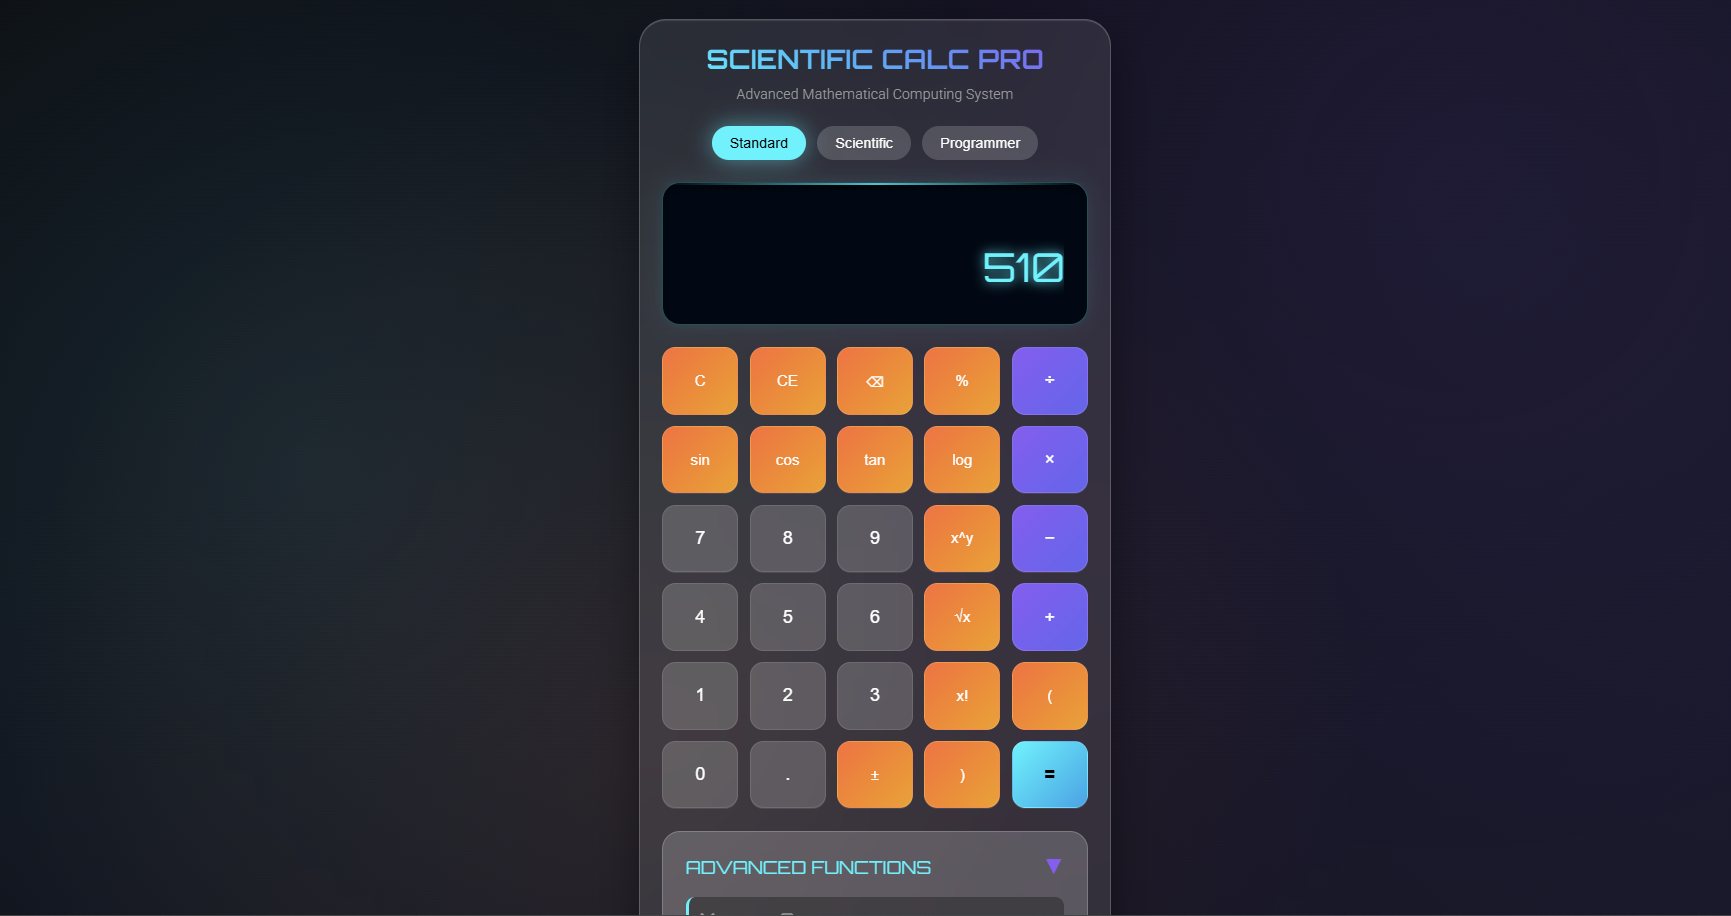 SCIENTIFIC CALC PRO
Advanced Mathematical Computing System
Standard Scientific Programmer
510
C CE ⌫ % ÷
sin cos tan log ×
7 8 9 x^y −
4 5 6 √x +
1 2 3 x! (
0 . ± ) =
ADVANCED FUNCTIONS ▼